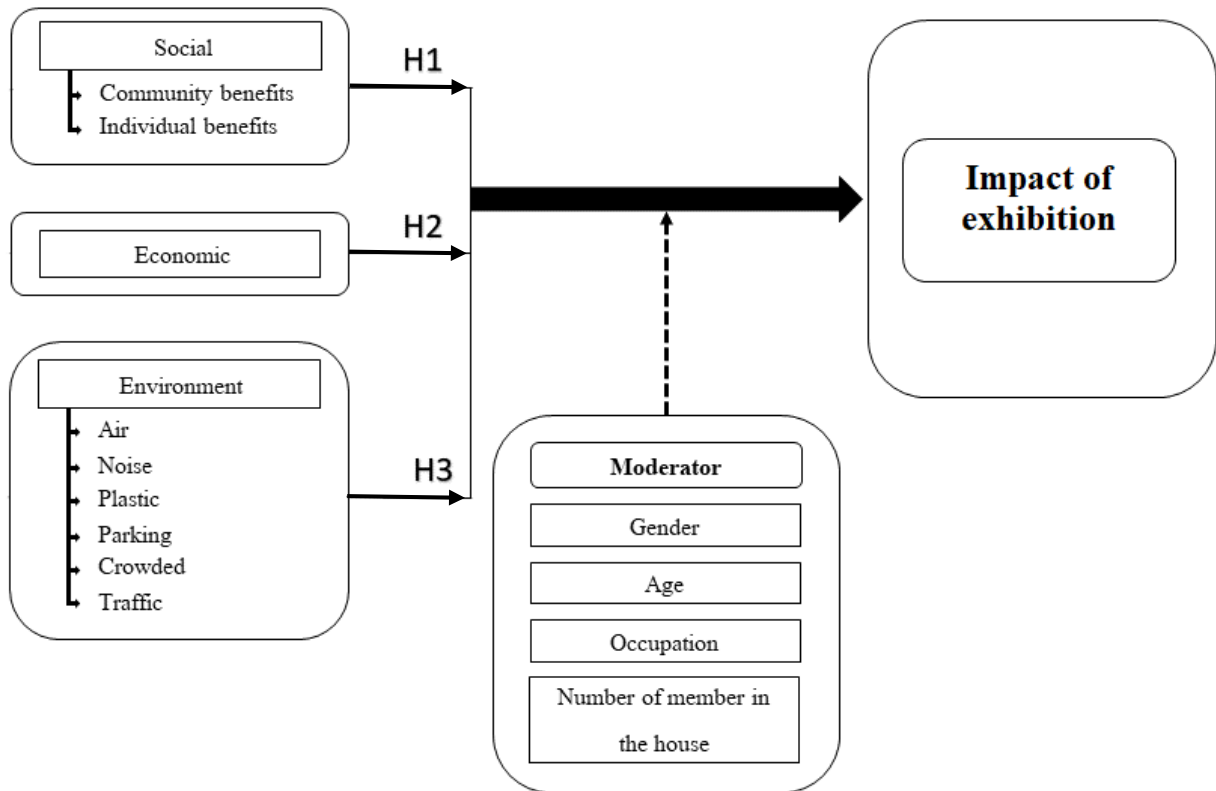 Social
Community benefits
Individual benefits
H1
Economic
H2
Environment
Air
Noise
Plastic
Parking
Crowded
Traffic
H3
Impact of
exhibition
Moderator
Gender
Age
Occupation
Number of member in
the house